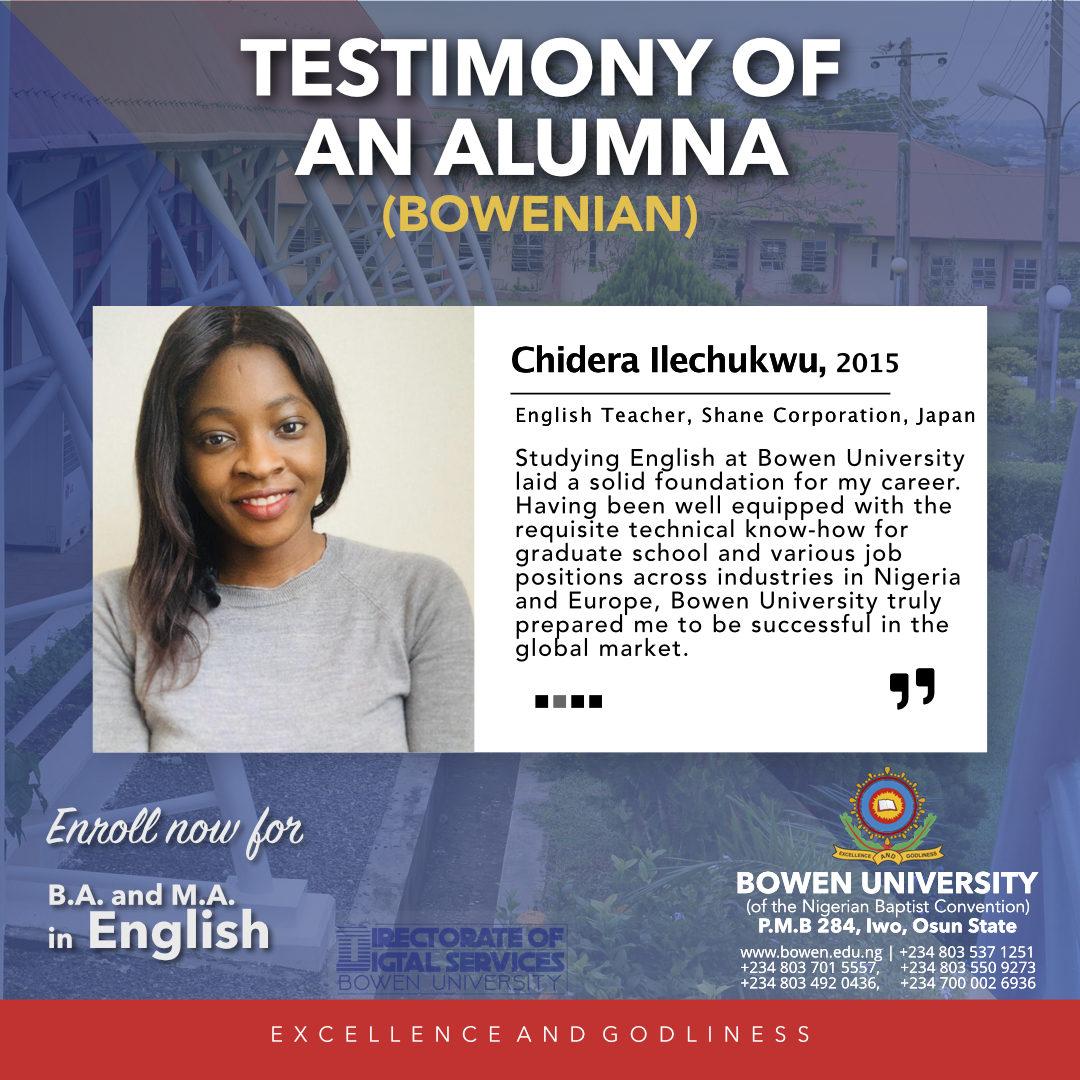 TESTIMONY OF
AN ALUMNA
(BOWENIAN)
Chidera Ilechukwu, 2015
English Teacher, Shane Corporation, Japan
Studying English at Bowen University
laid a solid foundation for my career.
Having been well equipped with the
requisite technical know-how for
graduate school and various job
positions across industries in Nigeria
and Europe, Bowen University truly
prepared me to be successful in the
global market.
”
Enroll now for
B.A. and M.A.
in English
DIRECTORATE OF
DIGTAL SERVICES
BOWEN UNIVERSITY
EXCELLENCE AND GODLINESS
BOWEN UNIVERSITY
(of the Nigerian Baptist Convention)
P.M.B 284, Iwo, Osun State
www.bowen.edu.ng | +234 803 537 1251
+234 803 701 5557, +234 803 550 9273
+234 803 492 0436, +234 700 002 6936
EXCELLENCE AND GODLINESS